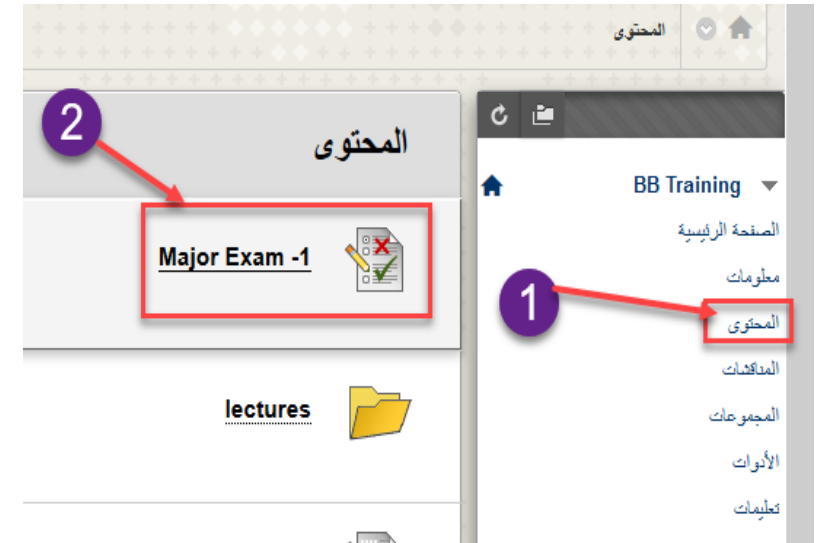 المحتوى
BB Training
الصفحة الرئيسية
معلومات
1
المحتوى
المناقشات
المجموعات
الأدوات
تعليمات
2
المحتوى
Major Exam -1
lectures